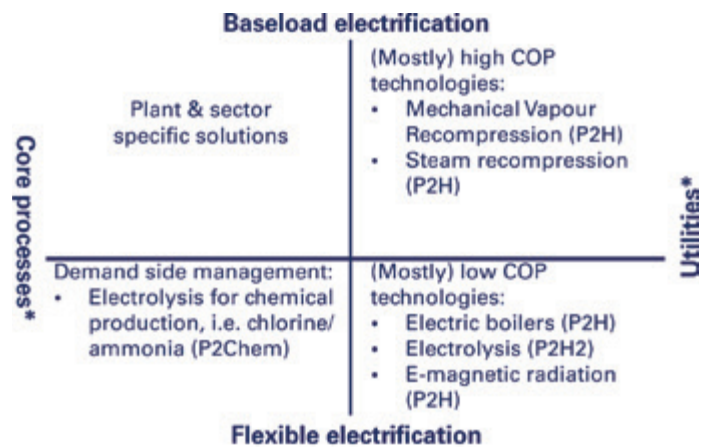 Baseload electrification
Plant & sector
specific solutions
(Mostly) high COP
technologies:
• Mechanical Vapour
Recompression (P2H)
• Steam recompression
(P2H)
Core processes*
Utilities*
Demand side management:
• Electrolysis for chemical
production, i.e. chlorine/
ammonia (P2Chem)
(Mostly) low COP
technologies:
• Electric boilers (P2H)
• Electrolysis (P2H2)
• E-magnetic radiation
(P2H)
Flexible electrification